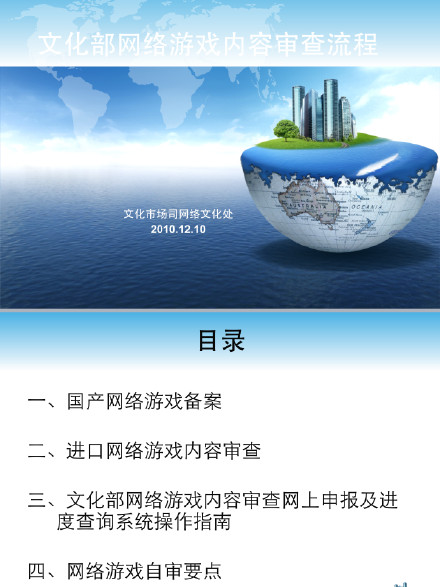 文化部网络游戏内容审查流程
文化市场司网络文化处
2010.12.10
AUSTRALIA
OCEANIA
目录
一、国产网络游戏备案
二、进口网络游戏内容审查
三、文化部网络游戏内容审查网上申报及进
度查询系统操作指南
四、网络游戏自审要点